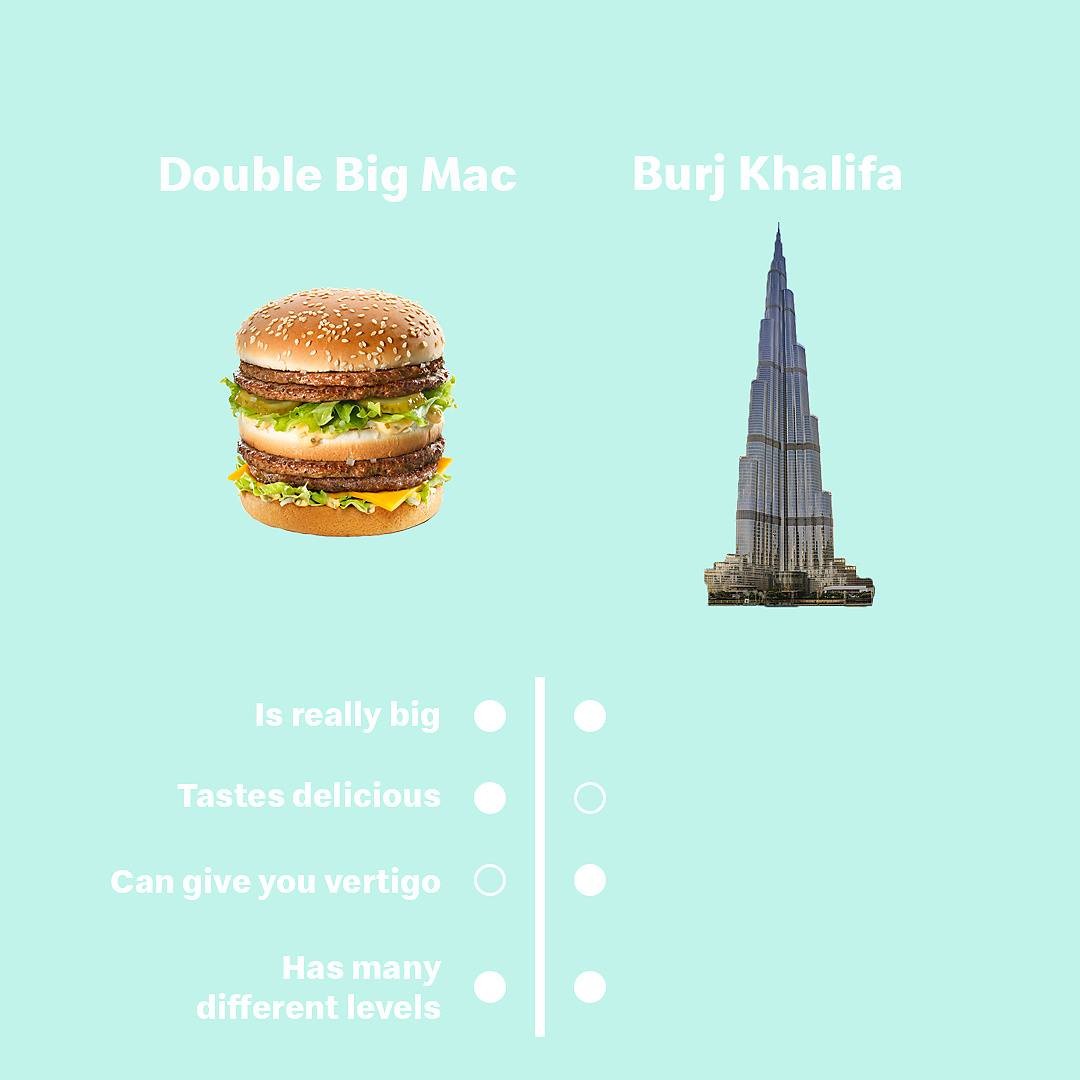 Double Big Mac
Burj Khalifa
Is really big
Tastes delicious
Can give you vertigo
Has many
different levels